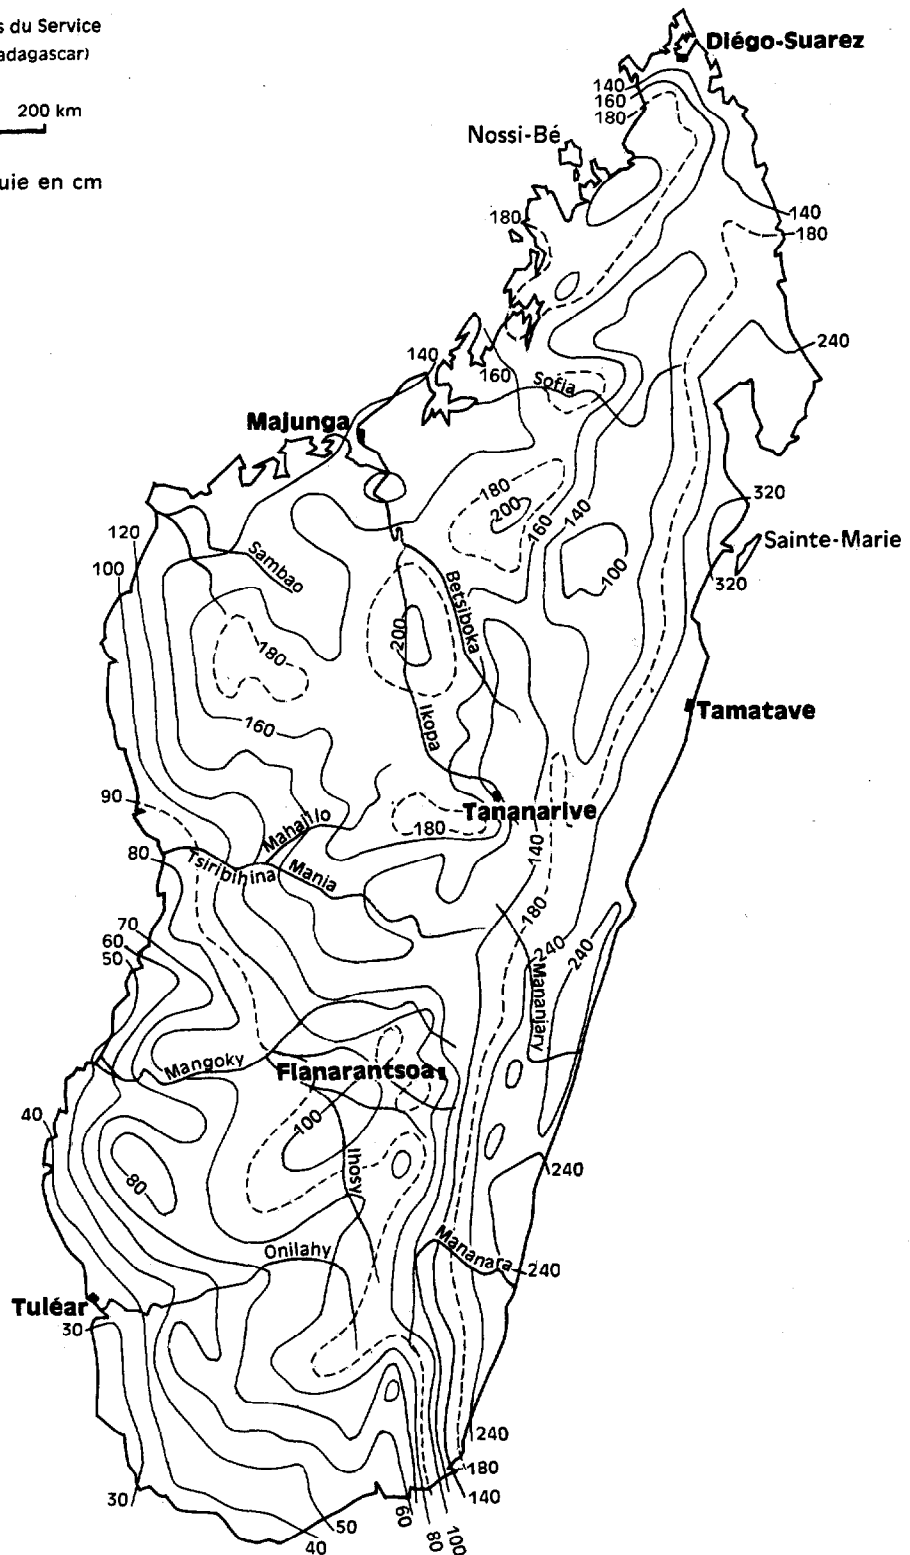 s du Service
adagascar)
200 km
uie en cm
Diégo-Suarez
140
160
180
Nossi-Bé
180
140
180
240
140
160
Sofia
Majunga
180
200
160
140
320
Sainte-Marie
320
100
120
100
Sambao
Betsiboka
200
180
160
Ikopa
Tamatave
90
Tananarive
180
80
Mahajilo
Tsiribihina
Mania
140
180
240
240
70
60
50
Mananjary
Mangoky
Fianarantsoa
40
100
80
Ihosy
240
Onilahy
Mananara
240
Tuléar
30
240
180
140
30
50
40
60
80
100